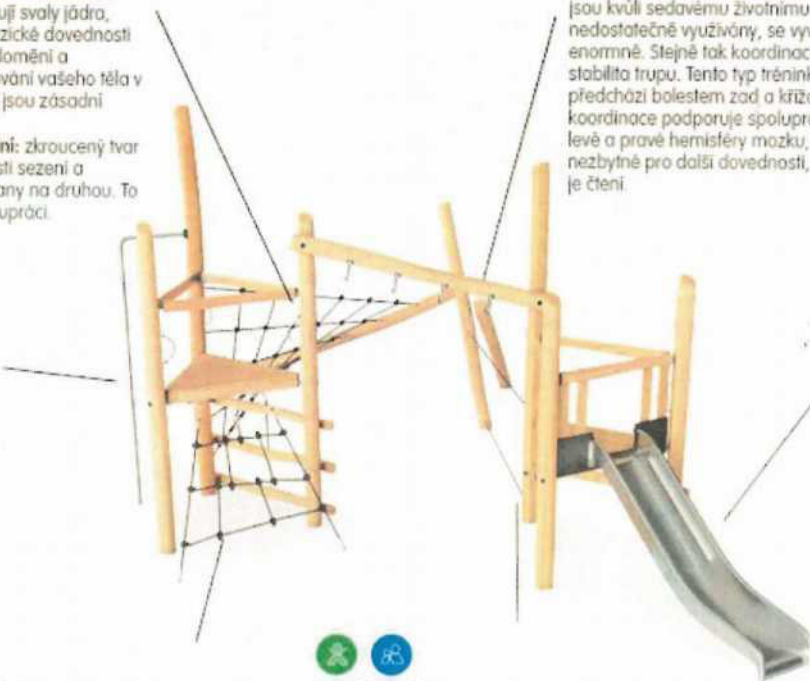 ují svaly jádra,
zické dovednosti
lomění a
vání vašeho těla v
jsou zásadní
ní: zkroucený tvar
sti sezení a
any na druhou. To
upráci.
jsou kvůli sedavému životnímu
nedostatečně využívány, se vyv
enormně. Stejně tak koordinac
stabilita trupu. Tento typ trénink
předchází bolestem zad a kříž
koordinace podporuje spolupr
levé a pravé hemisféry mozku,
nezbytné pro další dovednosti,
je čtení.